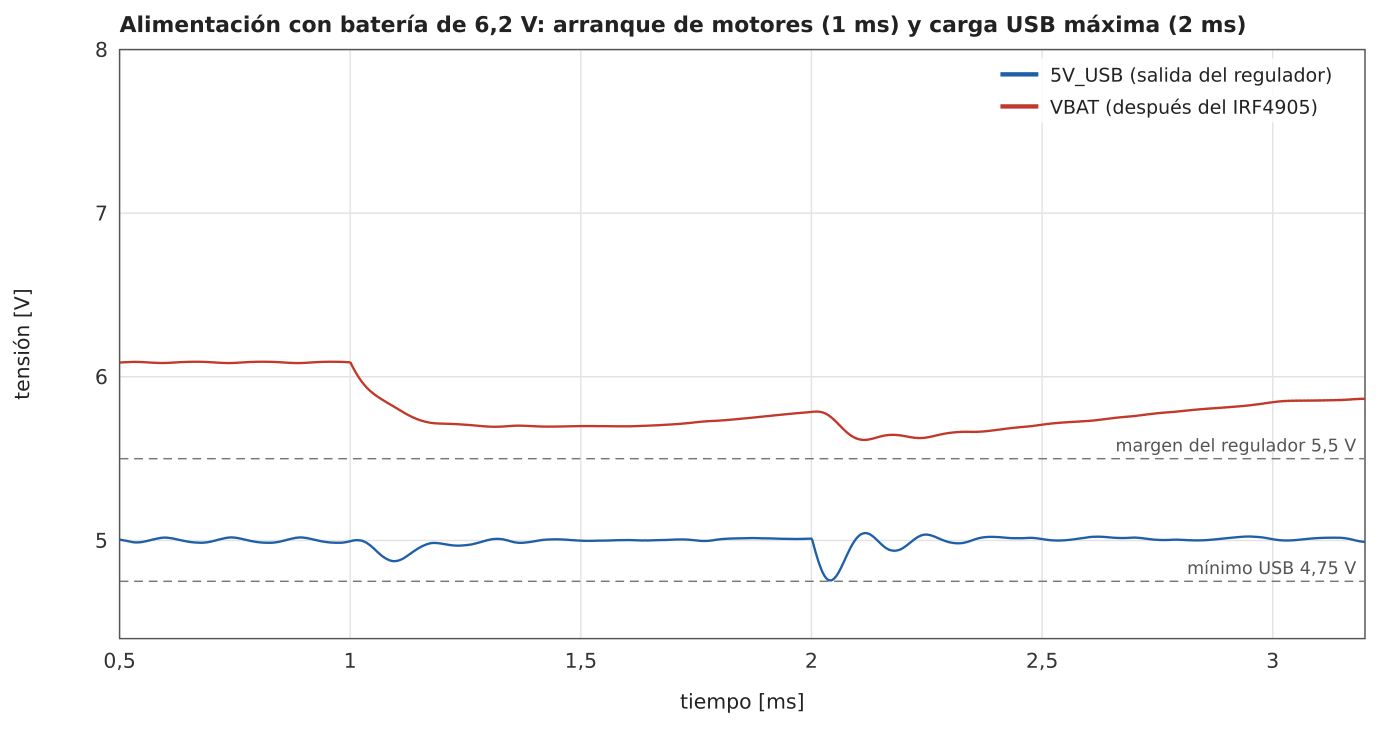 Alimentación con batería de 6,2 V: arranque de motores (1 ms) y carga USB máxima (2 ms)
8
7
6
5
tensión [V]
5V_USB (salida del regulador)
VBAT (después del IRF4905)
margen del regulador 5,5 V
mínimo USB 4,75 V
0,5
1
1,5
2
2,5
3
tiempo [ms]